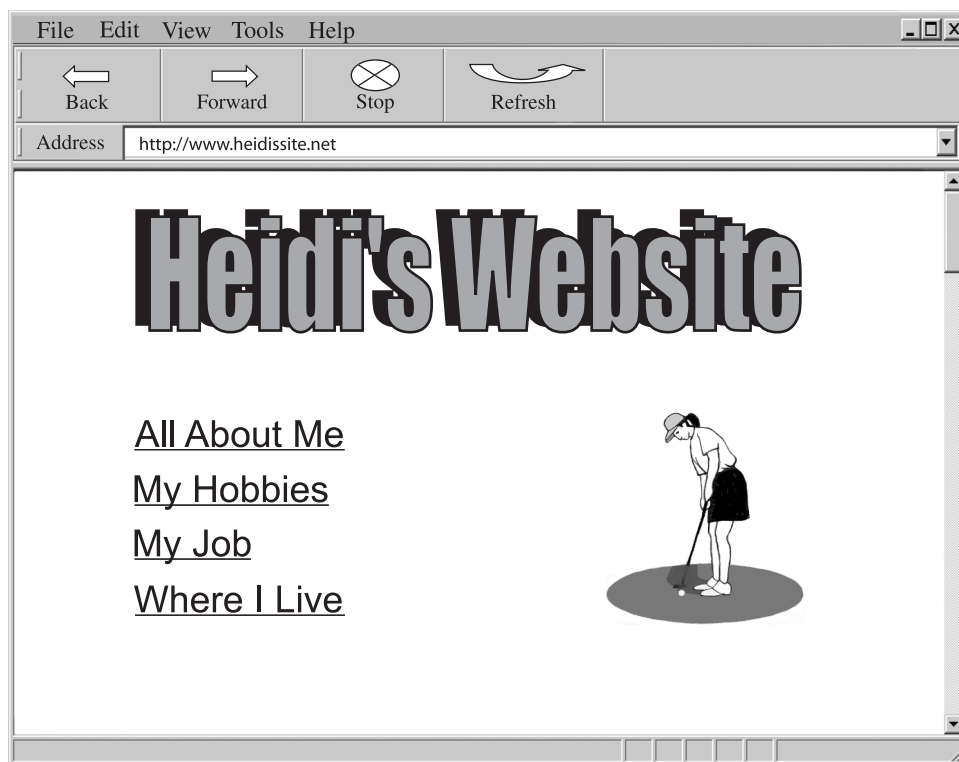 File Edit View Tools Help
Back Forward Stop Refresh
Address http://www.heidissite.net
Heidi's Website
All About Me
My Hobbies
My Job
Where I Live